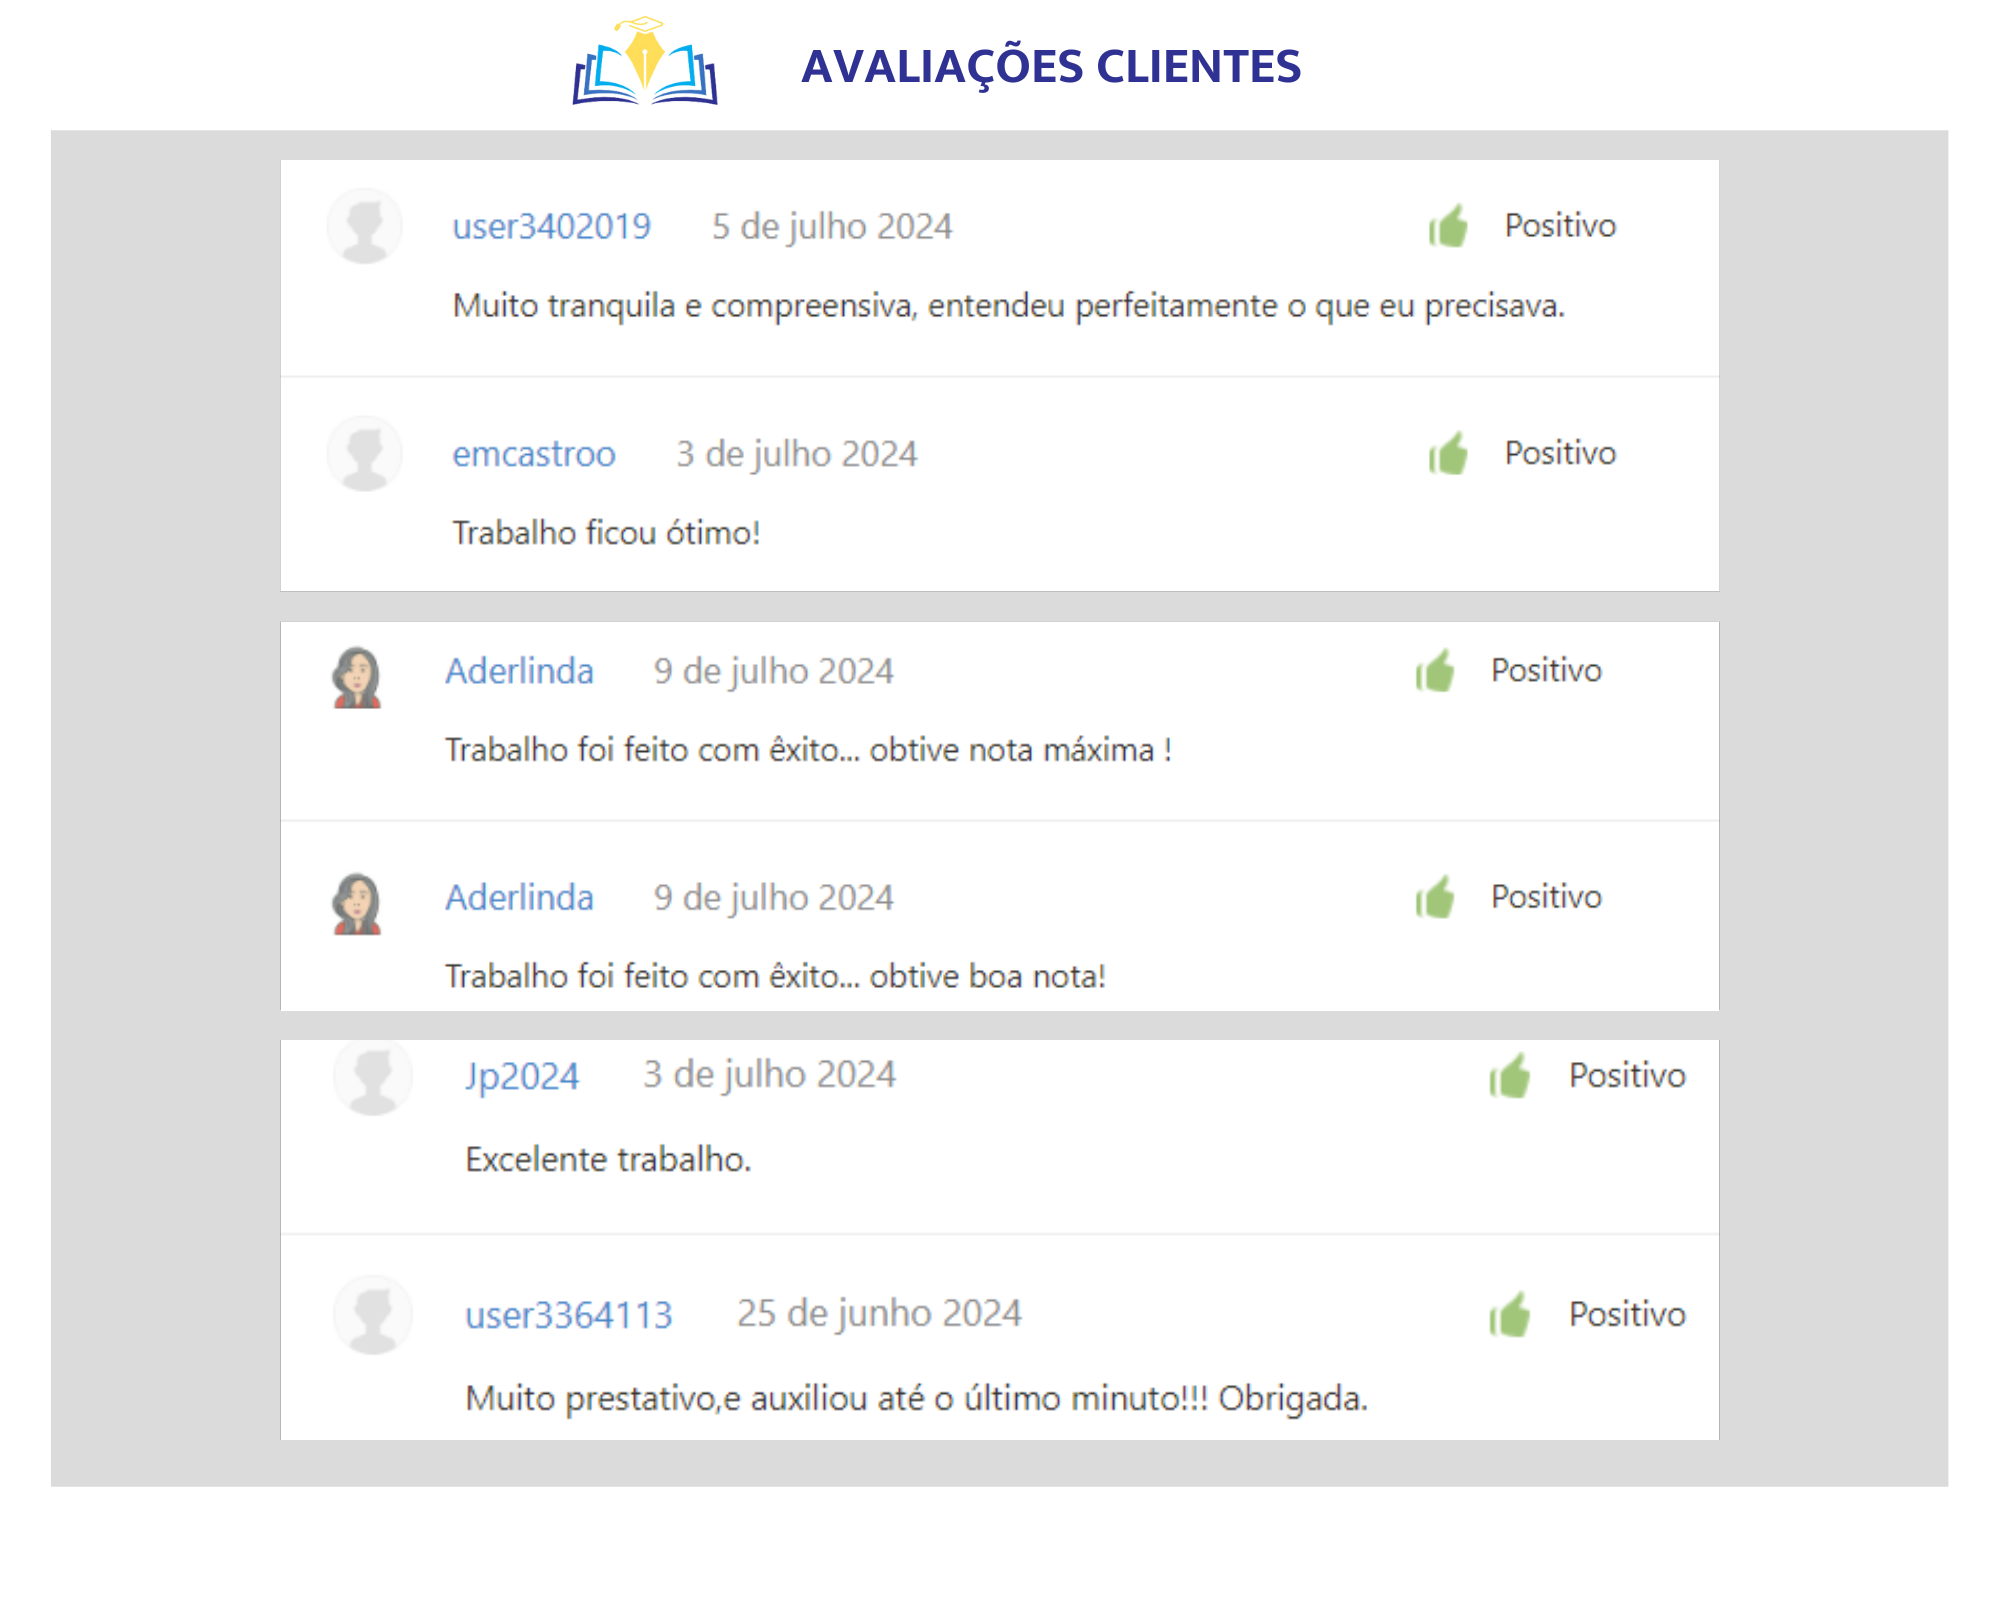 AVALIAÇÕES CLIENTES
user3402019 5 de julho 2024 Positivo
Muito tranquila e compreensiva, entendeu perfeitamente o que eu precisava.
emcastroo 3 de julho 2024 Positivo
Trabalho ficou ótimo!
Aderlinda 9 de julho 2024 Positivo
Trabalho foi feito com êxito... obtive nota máxima !
Aderlinda 9 de julho 2024 Positivo
Trabalho foi feito com êxito... obtive boa nota!
Jp2024 3 de julho 2024 Positivo
Excelente trabalho.
user3364113 25 de junho 2024 Positivo
Muito prestativo,e auxiliou até o último minuto!!! Obrigada.